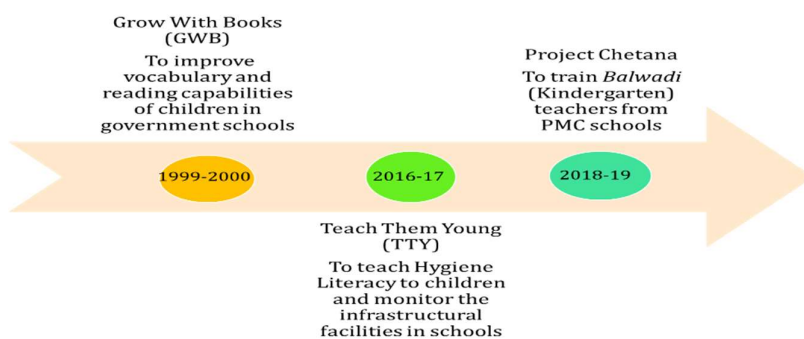 Grow With Books
(GWB)
To improve
vocabulary and
reading capabilities
of children in
government schools
1999-2000
2016-17
Teach Them Young
(TTY)
To teach Hygiene
Literacy to children
and monitor the
infrastructural
facilities in schools
Project Chetana
To train Balwadi
(Kindergarten)
teachers from
PMC schools
2018-19